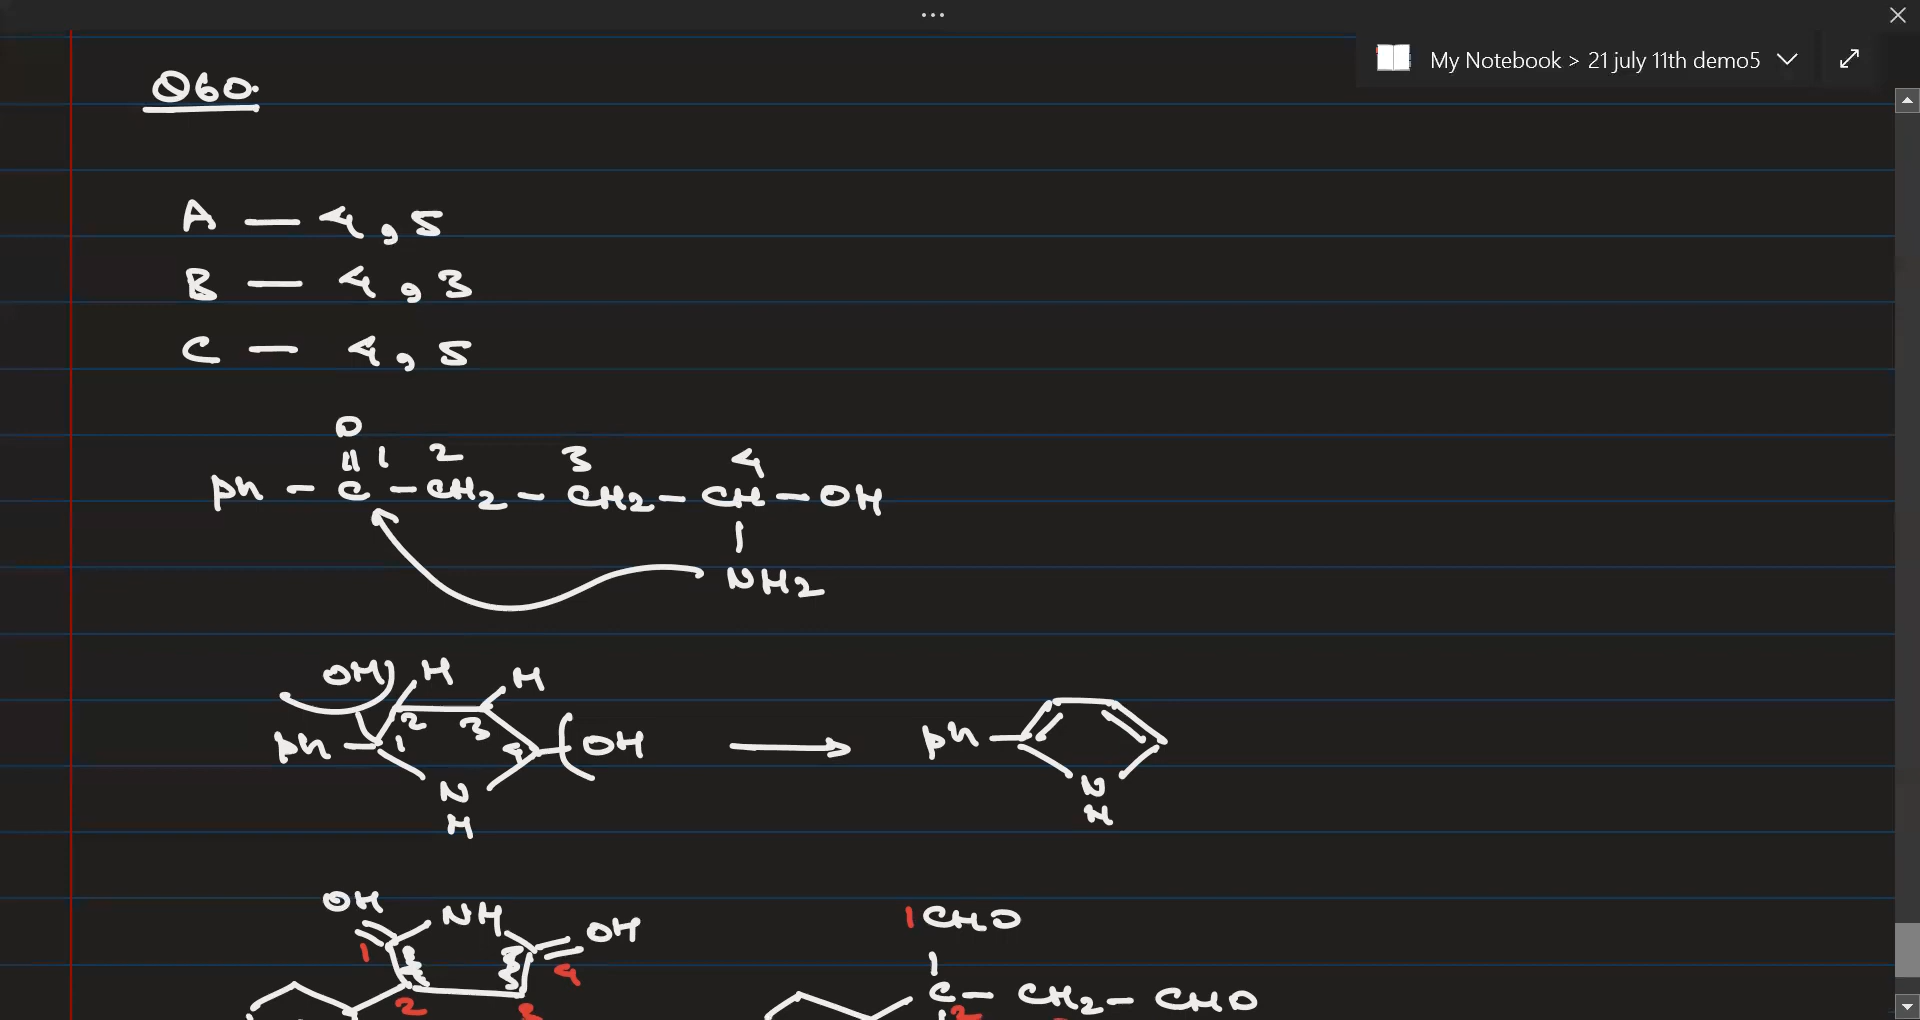 ...
My Notebook > 21 july 11th demo5
Q60.
A — 4, 5
B — 4, 3
C — 4, 5
O
|| 1 2 3 4
Ph - C - CH2 - CH2 - CH - OH
|
NH2
OH H H
Ph 1 2 3 4 OH Ph
N N
H H
OH NH OH 1 CHO
1 4 |
C - CH2 - CHO
2 3 2